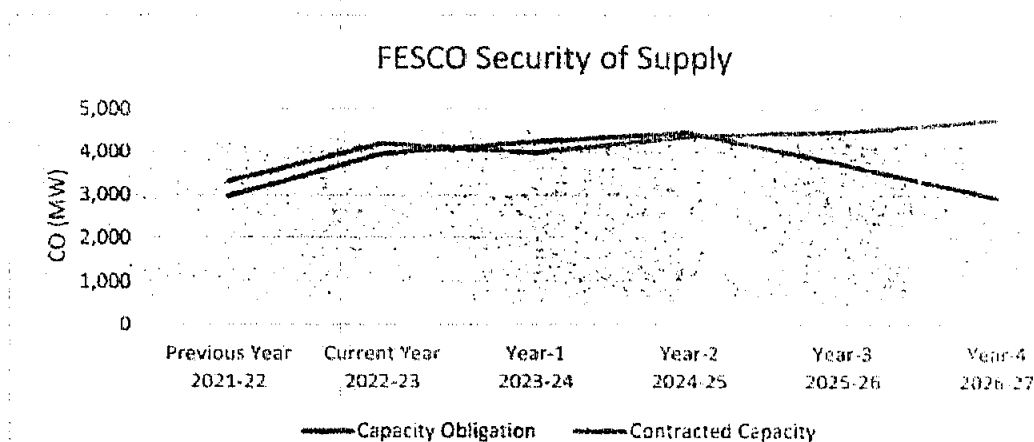 FESCO Security of Supply
5,000
4,000
3,000
2,000
1,000
0
CO (MW)
Previous Year Current Year Year-1 Year-2 Year-3 Year-4
2021-22 2022-23 2023-24 2024-25 2025-26 2026-27
Capacity Obligation Contracted Capacity